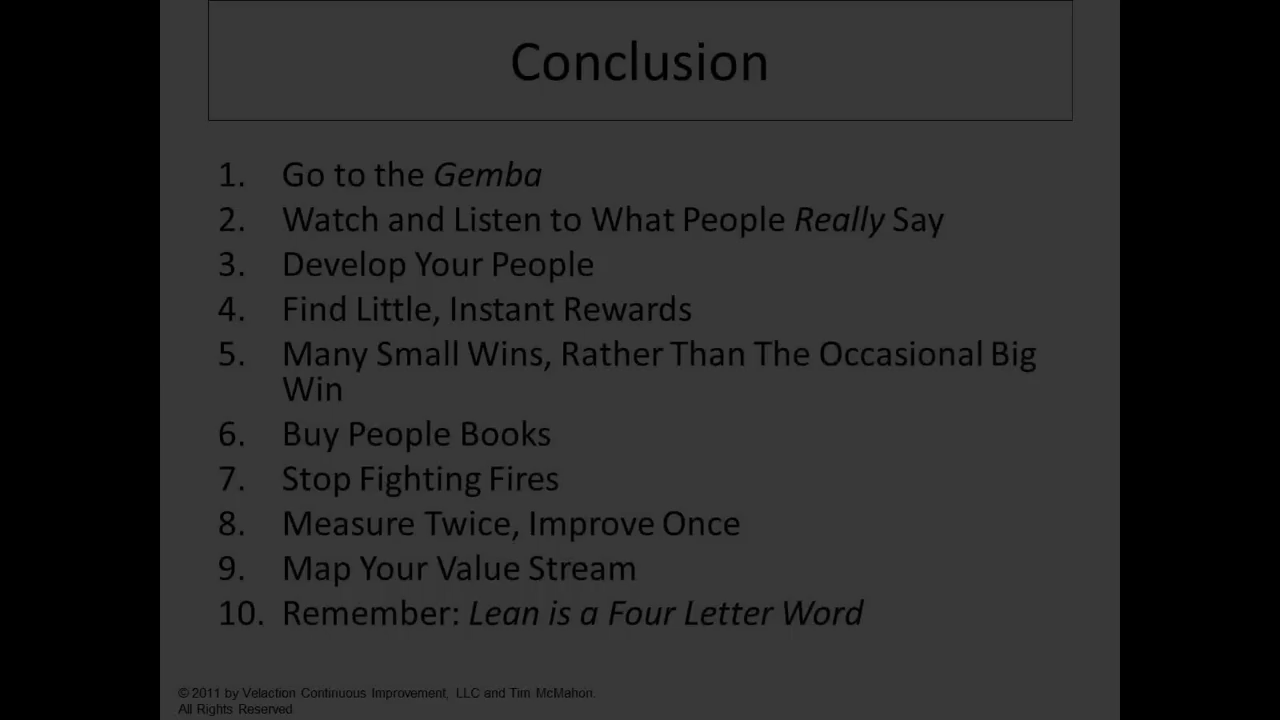 Conclusion
1. Go to the Gemba
2. Watch and Listen to What People Really Say
3. Develop Your People
4. Find Little, Instant Rewards
5. Many Small Wins, Rather Than The Occasional Big
Win
6. Buy People Books
7. Stop Fighting Fires
8. Measure Twice, Improve Once
9. Map Your Value Stream
10. Remember: Lean is a Four Letter Word
© 2011 by Velaction Continuous Improvement, LLC and Tim McMahon.
All Rights Reserved